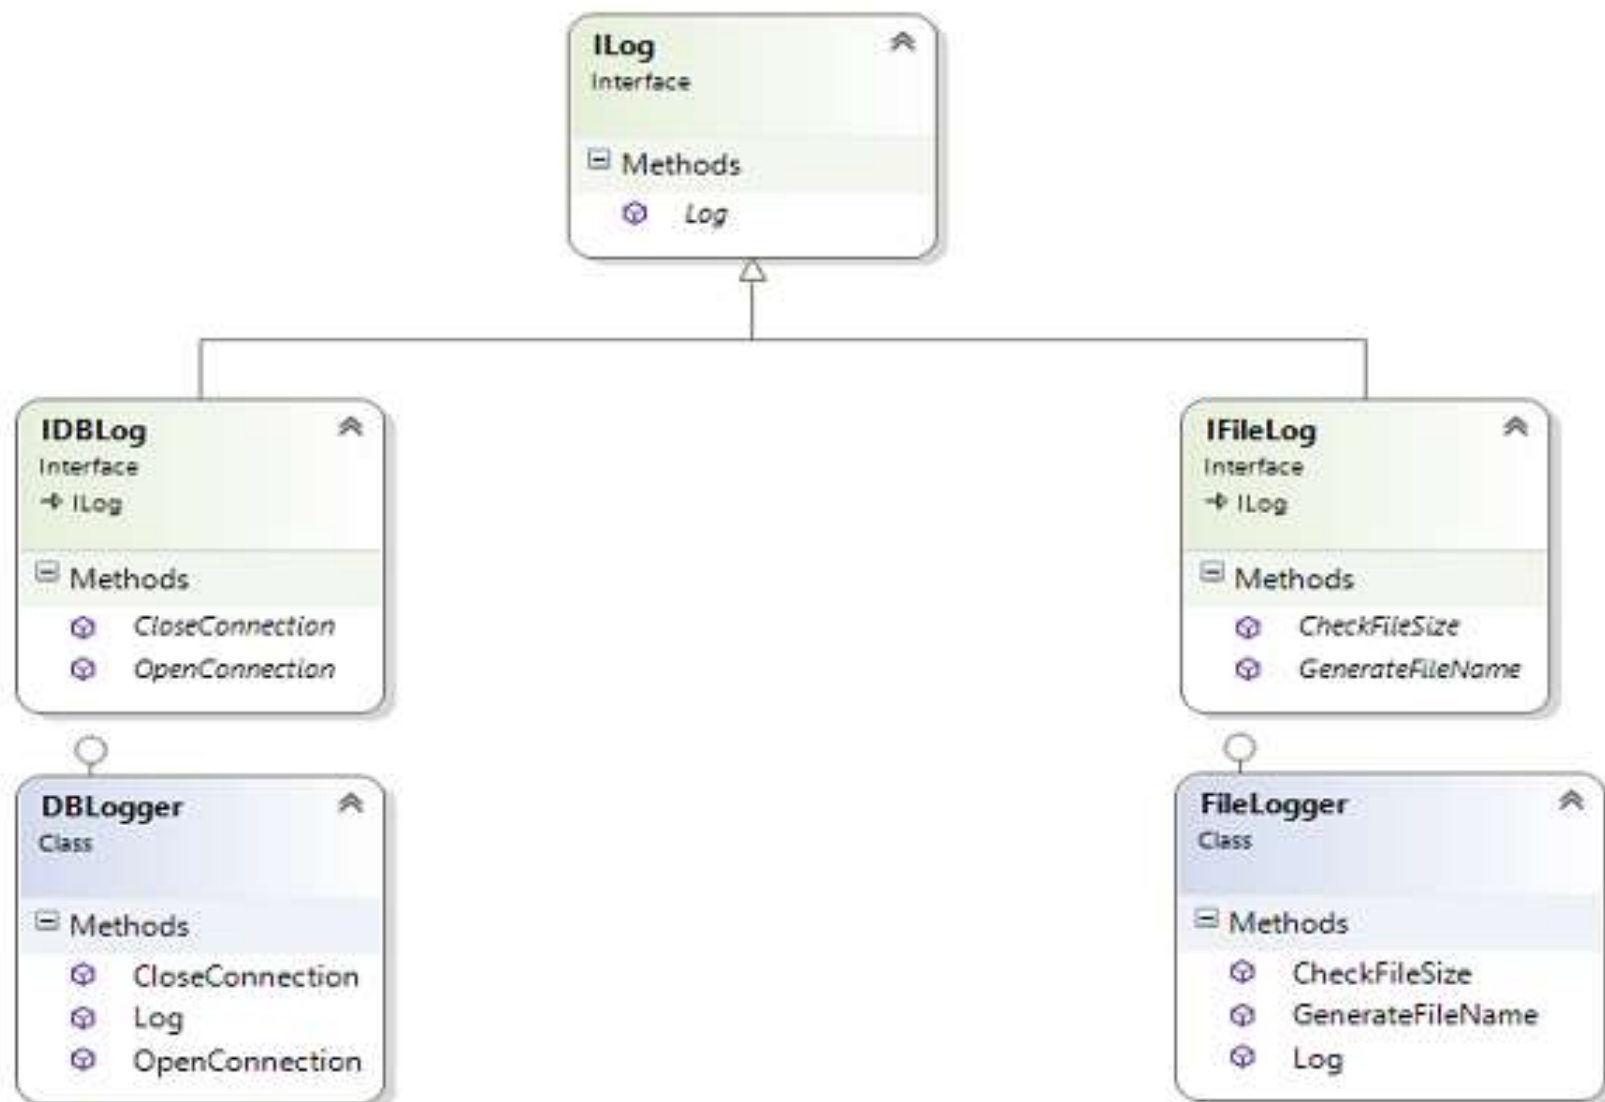 ILog
Interface
Methods
Log
IDBLog
Interface
ILog
Methods
CloseConnection
OpenConnection
IFileLog
Interface
ILog
Methods
CheckFileSize
GenerateFileName
DBLogger
Class
Methods
CloseConnection
Log
OpenConnection
FileLogger
Class
Methods
CheckFileSize
GenerateFileName
Log